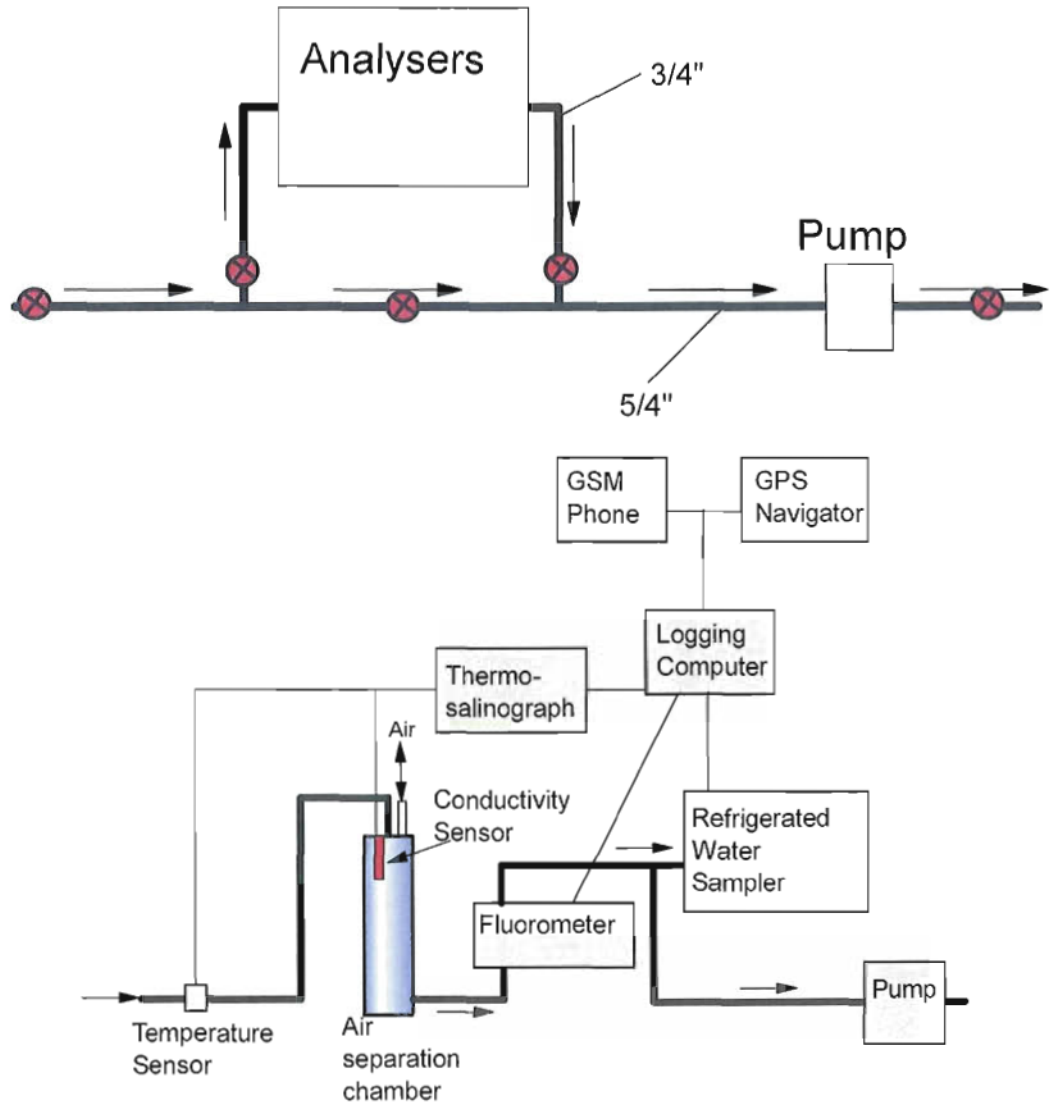 Analysers
3/4"
Pump
5/4"
GSM
Phone
GPS
Navigator
Logging
Computer
Thermo-
salinograph
Air
Conductivity
Sensor
Refrigerated
Water
Sampler
Fluorometer
Pump
Temperature
Sensor
Air
separation
chamber